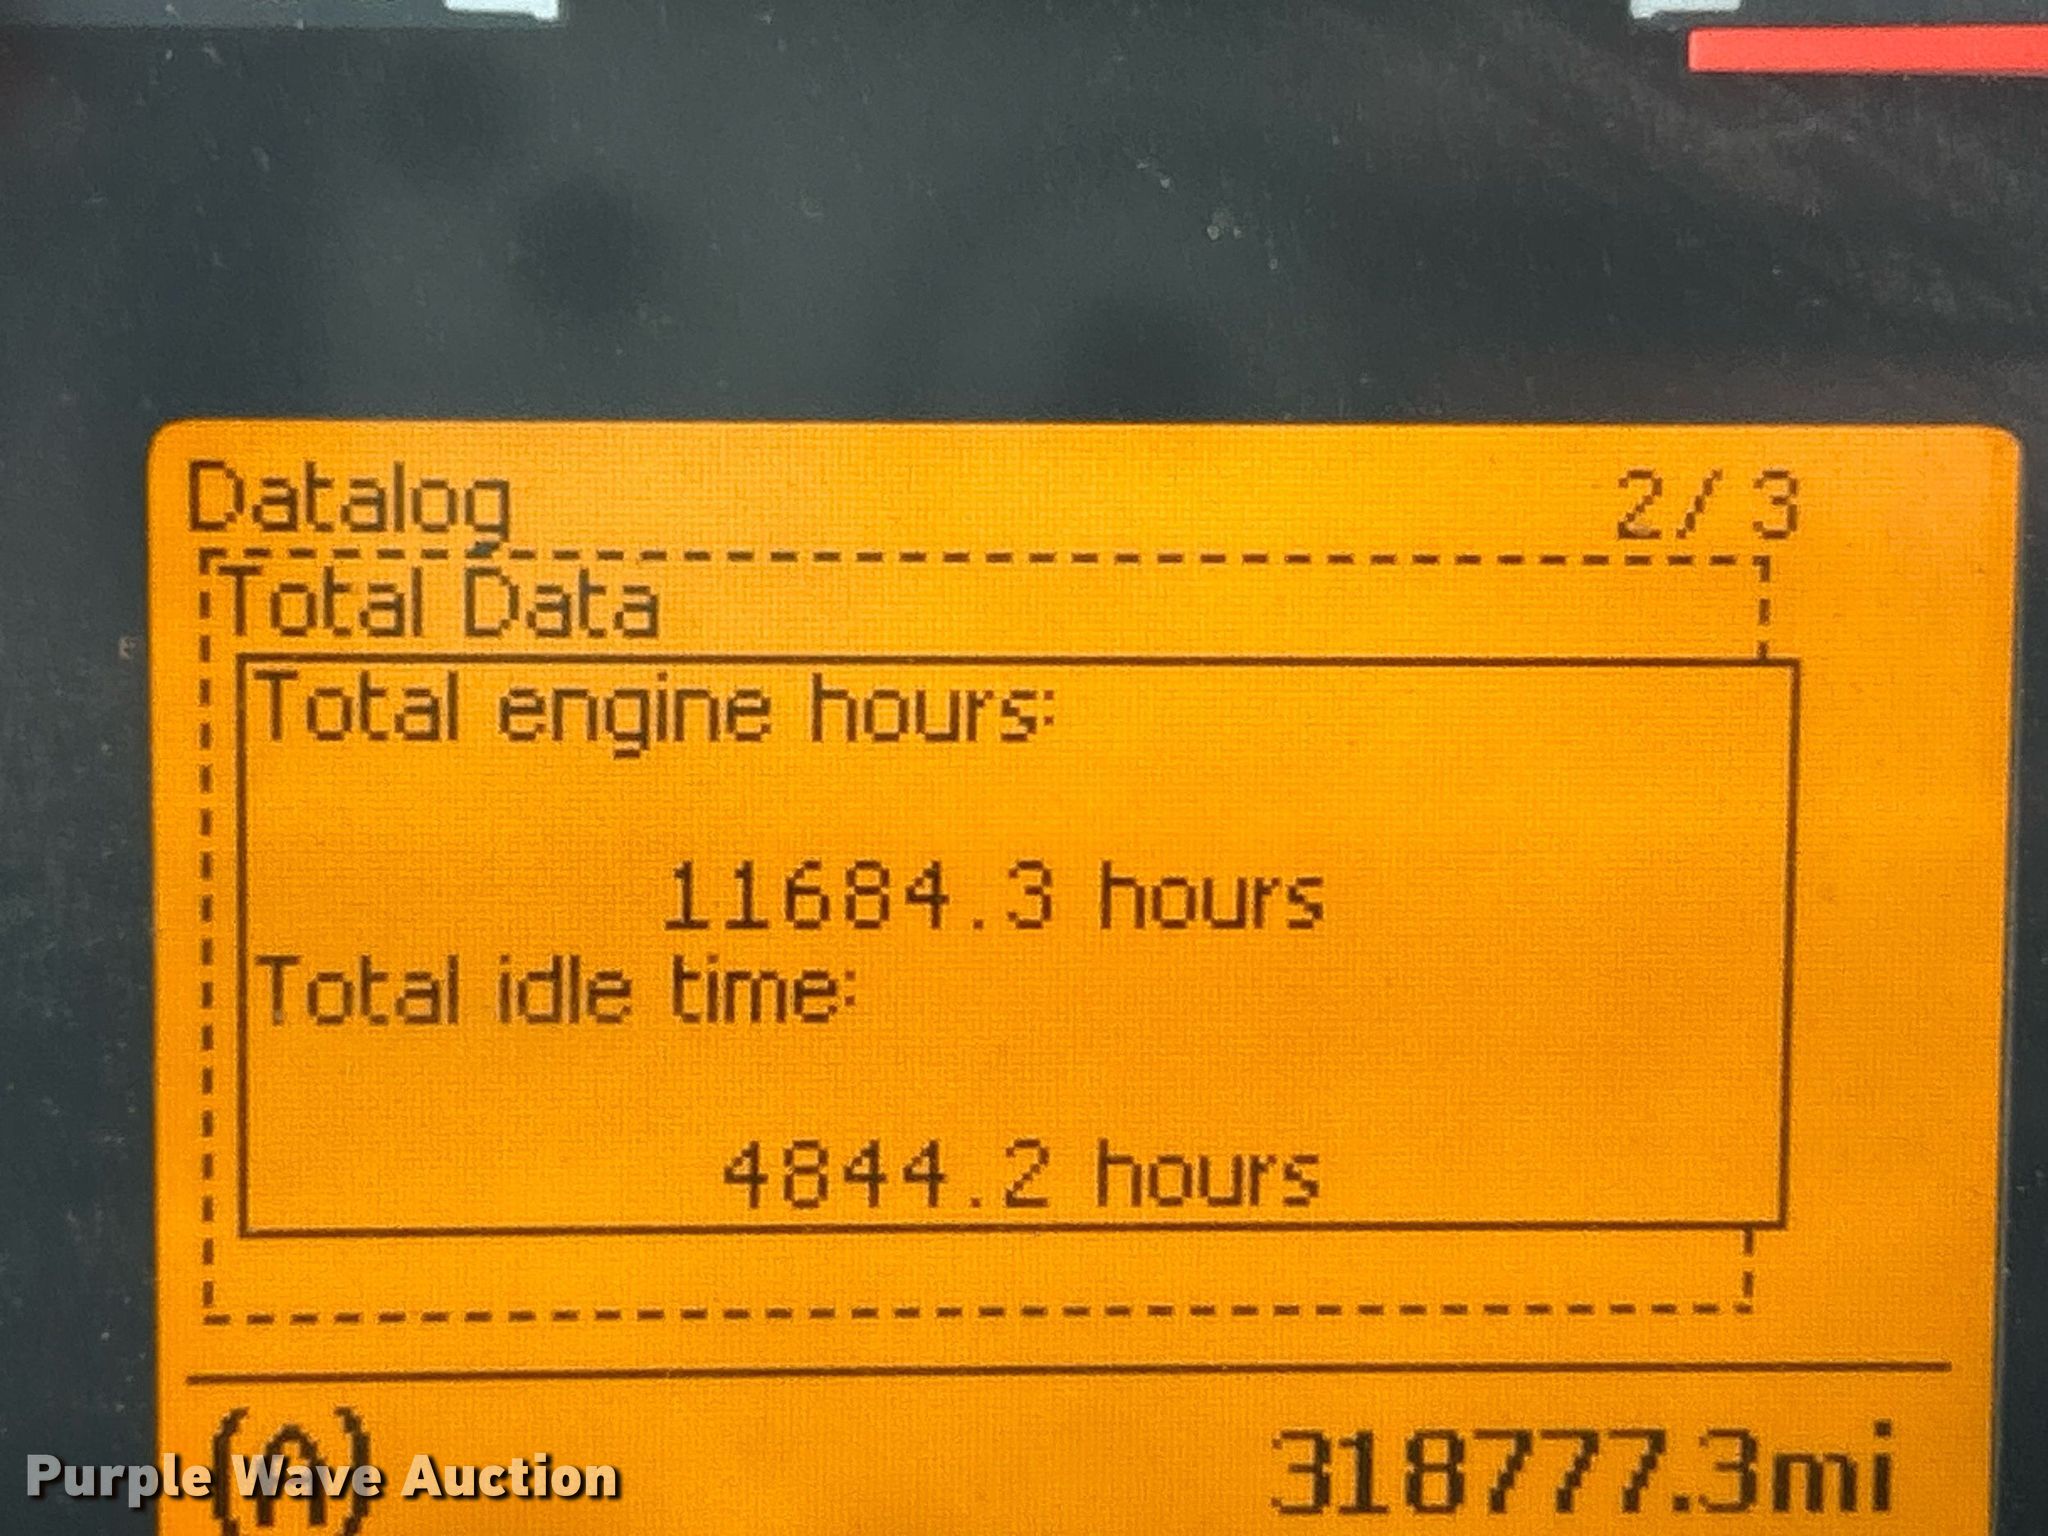 Datalog 2/3
Total Data
Total engine hours:
11684.3 hours
Total idle time:
4844.2 hours
(A) 318777.3mi
Purple Wave Auction